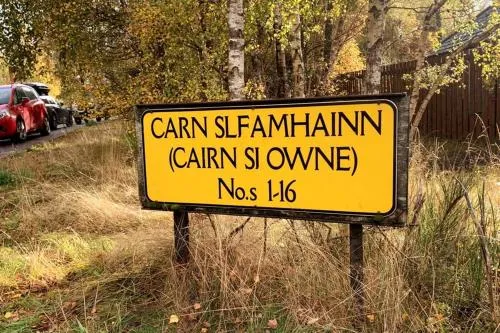 CARN SLFAMHAINN
(CAIRN SI OWNE)
No.s 1-16